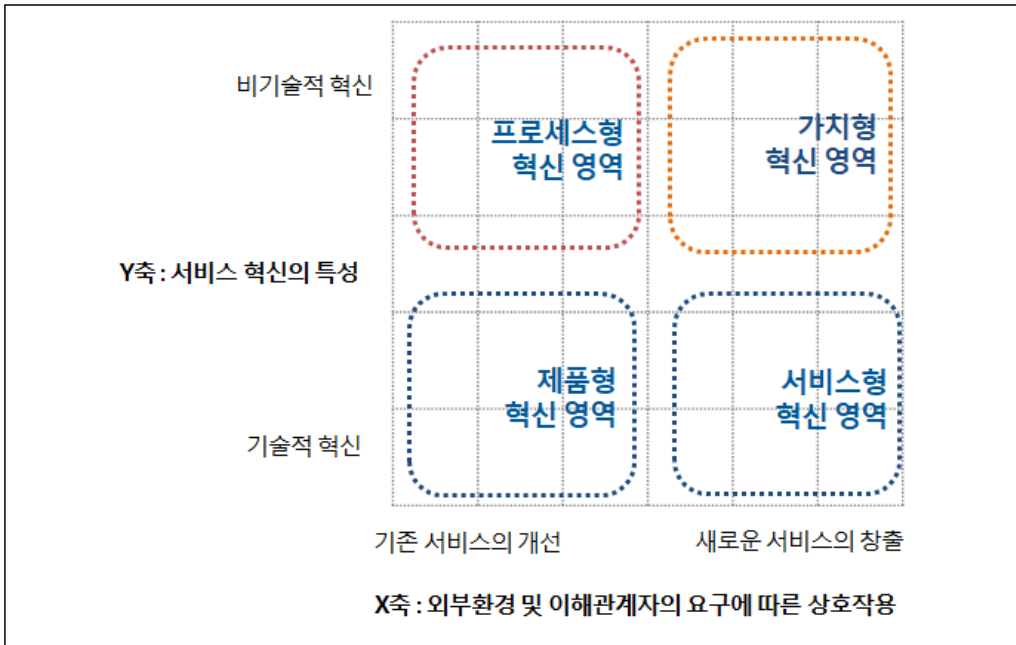 비기술적 혁신
프로세스형
혁신 영역
가치형
혁신 영역
Y축 : 서비스 혁신의 특성
제품형
혁신 영역
서비스형
혁신 영역
기술적 혁신
기존 서비스의 개선
새로운 서비스의 창출
X축 : 외부환경 및 이해관계자의 요구에 따른 상호작용